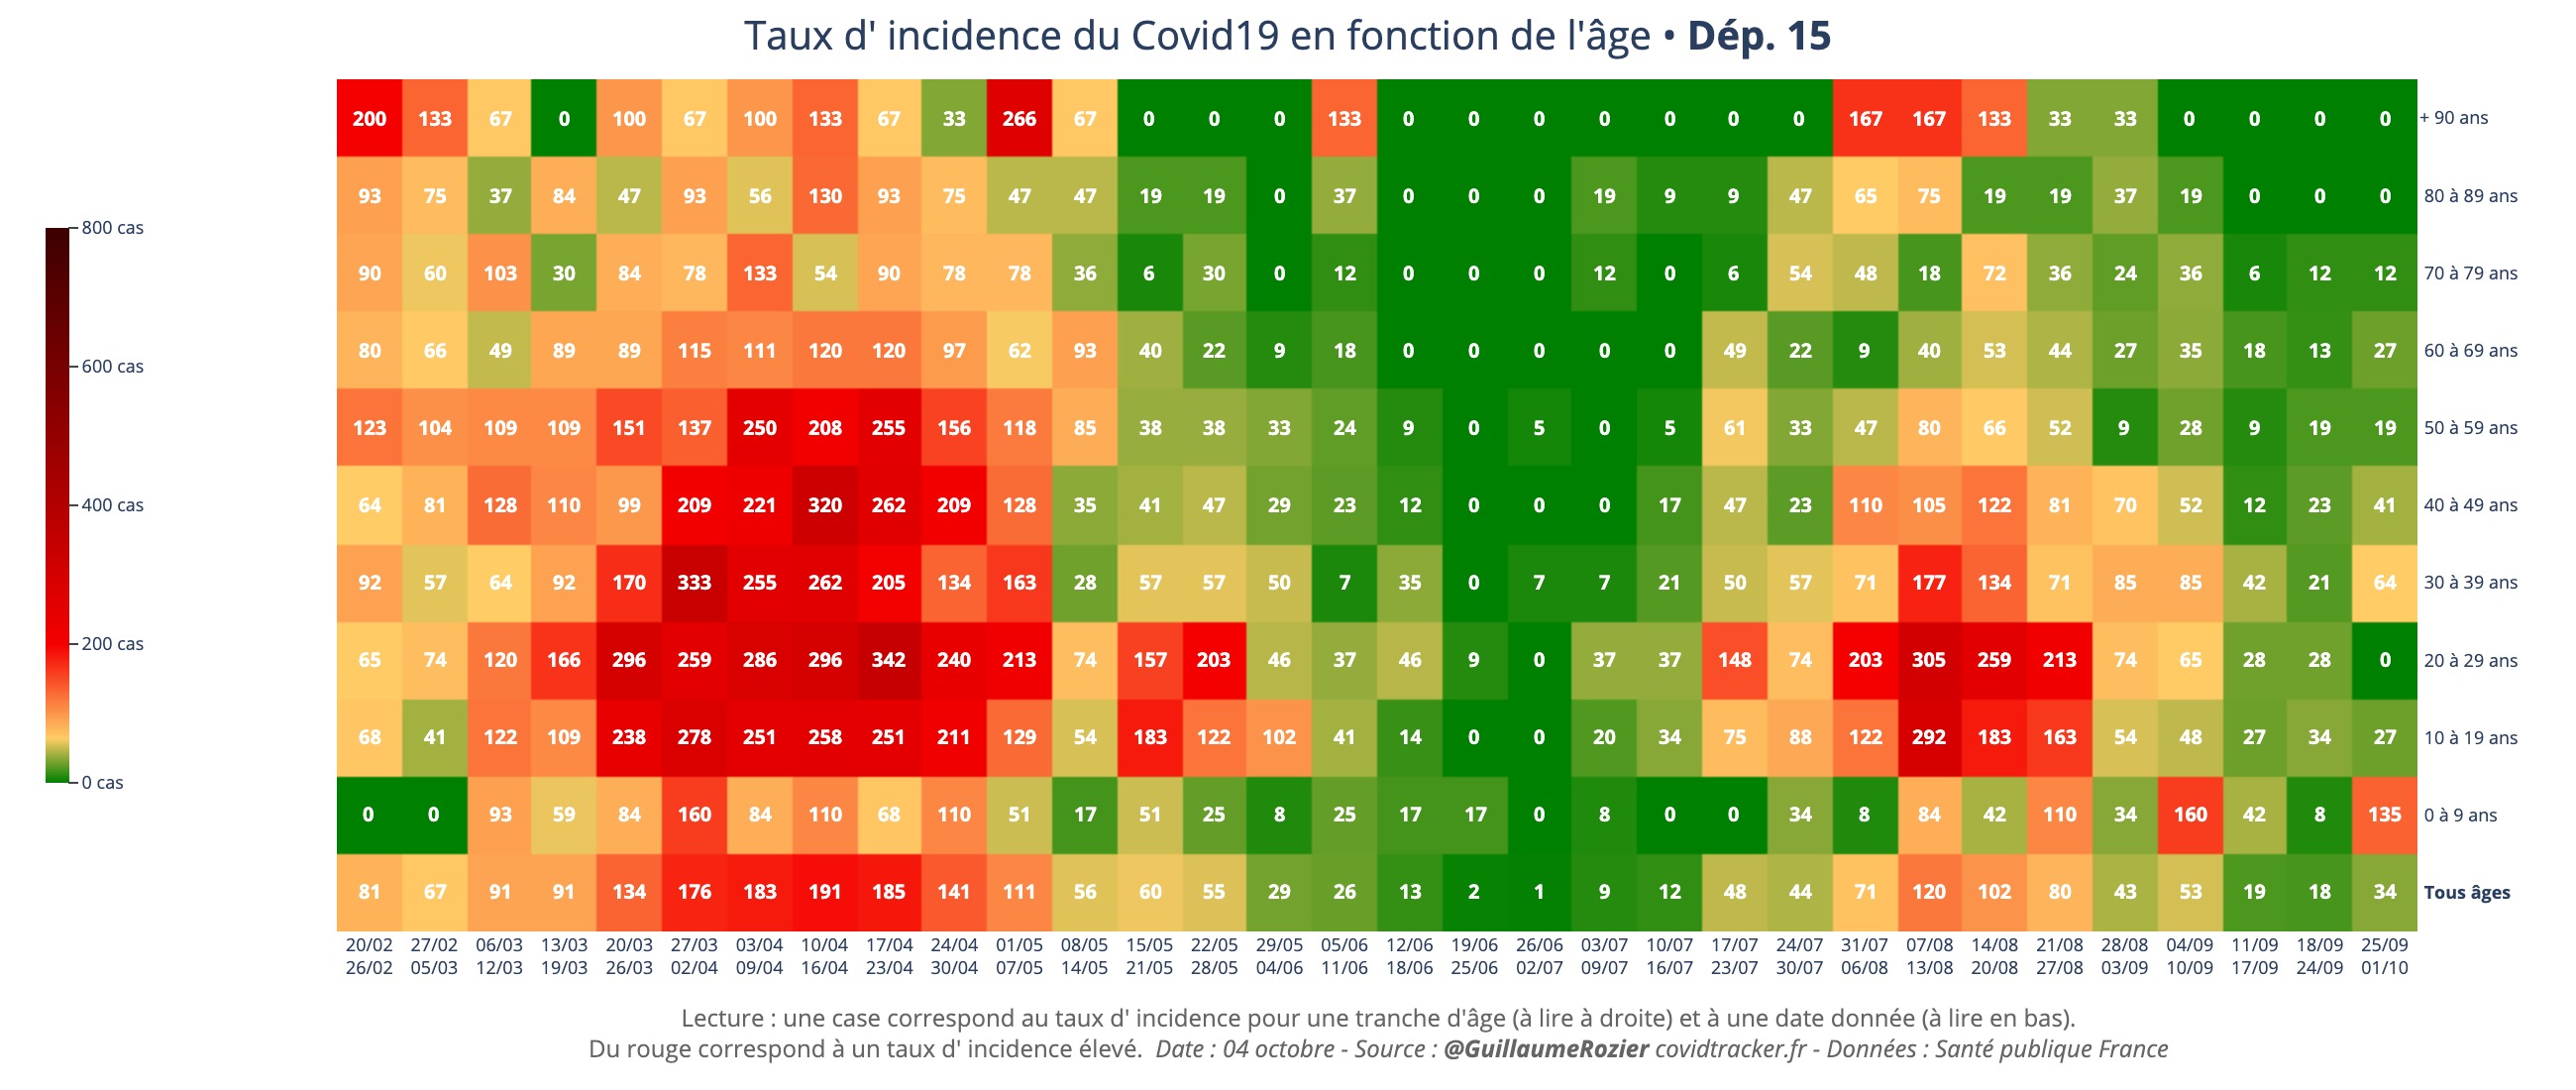 Taux d' incidence du Covid19 en fonction de l'âge • Dép. 15
800 cas
600 cas
400 cas
200 cas
0 cas
200 133 67 0 100 67 100 133 67 33 266 67 0 0 0 133 0 0 0 0 0 0 0 167 167 133 33 33 0 0 0 0 + 90 ans
93 75 37 84 47 93 56 130 93 75 47 47 19 19 0 37 0 0 0 19 9 9 47 65 75 19 19 37 19 0 0 0 80 à 89 ans
90 60 103 30 84 78 133 54 90 78 78 36 6 30 0 12 0 0 0 12 0 6 54 48 18 72 36 24 36 6 12 12 70 à 79 ans
80 66 49 89 89 115 111 120 120 97 62 93 40 22 9 18 0 0 0 0 0 49 22 9 40 53 44 27 35 18 13 27 60 à 69 ans
123 104 109 109 151 137 250 208 255 156 118 85 38 38 33 24 9 0 5 0 5 61 33 47 80 66 52 9 28 9 19 19 50 à 59 ans
64 81 128 110 99 209 221 320 262 209 128 35 41 47 29 23 12 0 0 0 17 47 23 110 105 122 81 70 52 12 23 41 40 à 49 ans
92 57 64 92 170 333 255 262 205 134 163 28 57 57 50 7 35 0 7 7 21 50 57 71 177 134 71 85 85 42 21 64 30 à 39 ans
65 74 120 166 296 259 286 296 342 240 213 74 157 203 46 37 46 9 0 37 37 148 74 203 305 259 213 74 65 28 28 0 20 à 29 ans
68 41 122 109 238 278 251 258 251 211 129 54 183 122 102 41 14 0 0 20 34 75 88 122 292 183 163 54 48 27 34 27 10 à 19 ans
0 0 93 59 84 160 84 110 68 110 51 17 51 25 8 25 17 17 0 8 0 0 34 8 84 42 110 34 160 42 8 135 0 à 9 ans
81 67 91 91 134 176 183 191 185 141 111 56 60 55 29 26 13 2 1 9 12 48 44 71 120 102 80 43 53 19 18 34 Tous âges
20/02 27/02 06/03 13/03 20/03 27/03 03/04 10/04 17/04 24/04 01/05 08/05 15/05 22/05 29/05 05/06 12/06 19/06 26/06 03/07 10/07 17/07 24/07 31/07 07/08 14/08 21/08 28/08 04/09 11/09 18/09 25/09
26/02 05/03 12/03 19/03 26/03 02/04 09/04 16/04 23/04 30/04 07/05 14/05 21/05 28/05 04/06 11/06 18/06 25/06 02/07 09/07 16/07 23/07 30/07 06/08 13/08 20/08 27/08 03/09 10/09 17/09 24/09 01/10
Lecture : une case correspond au taux d' incidence pour une tranche d'âge (à lire à droite) et à une date donnée (à lire en bas).
Du rouge correspond à un taux d' incidence élevé. Date : 04 octobre - Source : @GuillaumeRozier covidtracker.fr - Données : Santé publique France